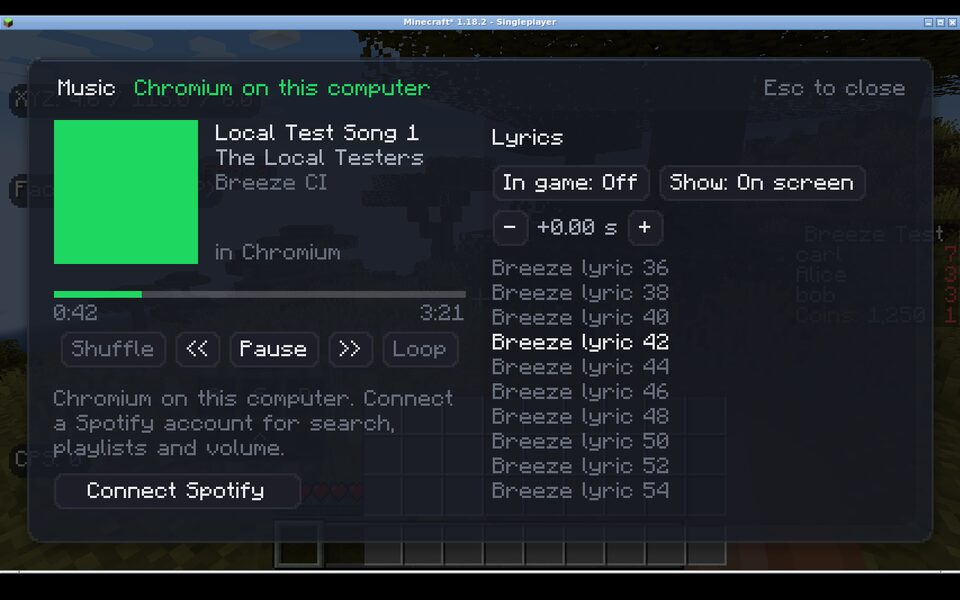 Minecraft* 1.18.2 - Singleplayer
Music Chromium on this computer
Esc to close
Local Test Song 1
The Local Testers
Breeze CI
in Chromium
0:42 3:21
Shuffle << Pause >> Loop
Chromium on this computer. Connect
a Spotify account for search,
playlists and volume.
Connect Spotify
Lyrics
In game: Off Show: On screen
- +0.00 s +
Breeze lyric 36
Breeze lyric 38
Breeze lyric 40
Breeze lyric 42
Breeze lyric 44
Breeze lyric 46
Breeze lyric 48
Breeze lyric 50
Breeze lyric 52
Breeze lyric 54
Breeze Test
carl 7
Alice 3
bob 3
Coins: 1,250 1